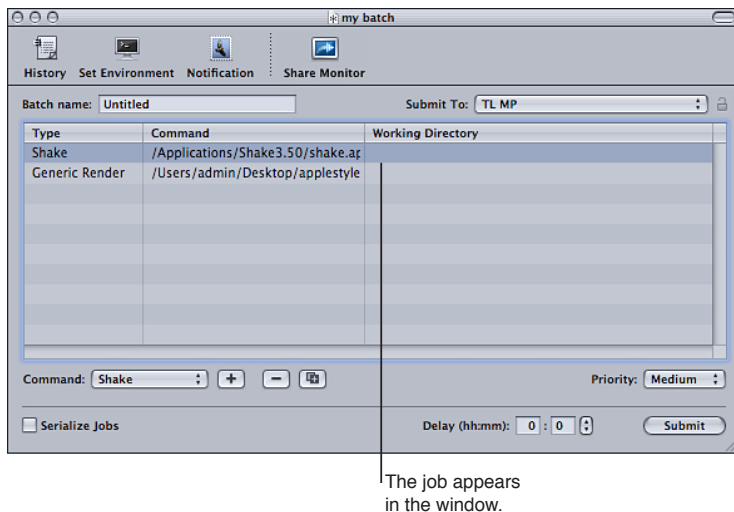 my batch
History Set Environment Notification Share Monitor
Batch name: Untitled Submit To: TL MP
Type Command Working Directory
Shake /Applications/Shake3.50/shake.ap
Generic Render /Users/admin/Desktop/applestyle
Command: Shake Priority: Medium
Serialize Jobs Delay (hh:mm): 0 : 0 Submit
The job appears
in the window.